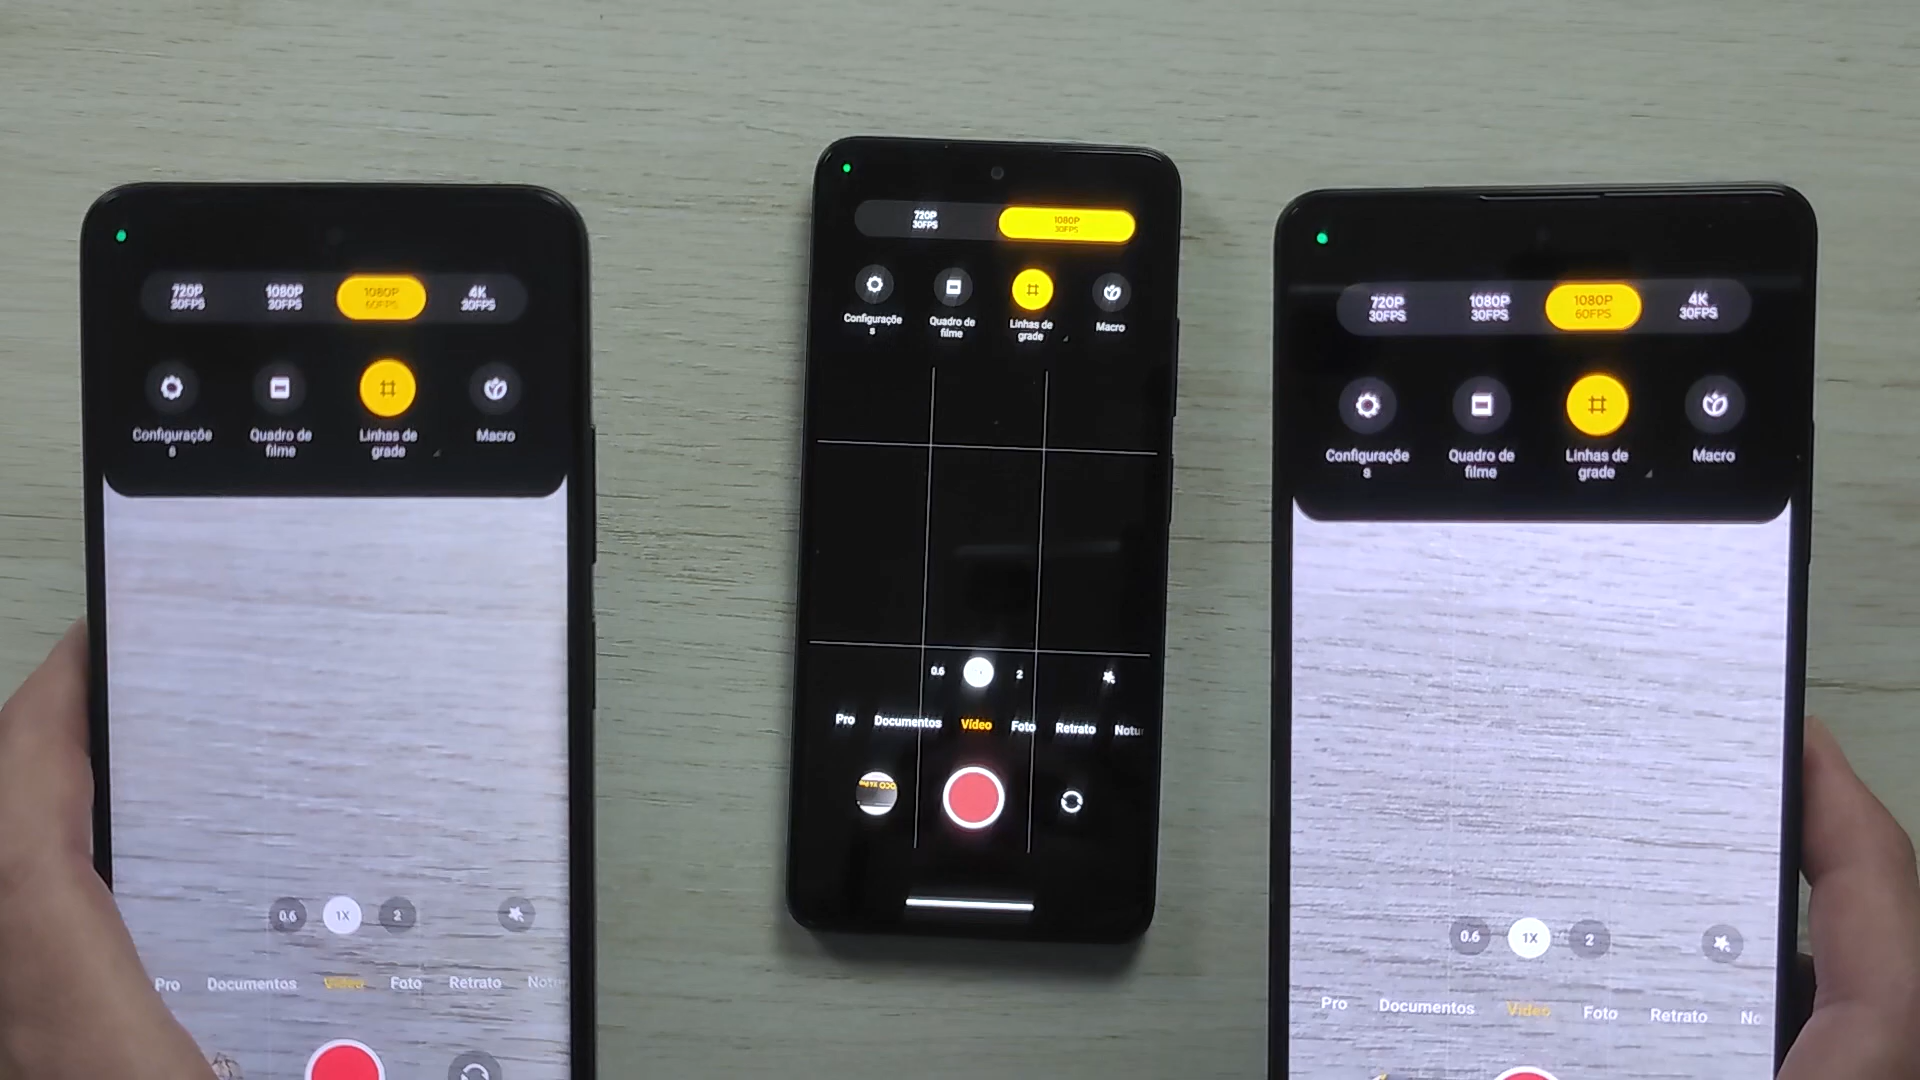 720P
30FPS
1080P
30FPS
1080P
60FPS
4K
30FPS
Configuraçõe
s
Quadro de
filme
Linhas de
grade
Macro
0.6
1X
2
Pro
Documentos
Vídeo
Foto
Retrato
Notu
720P
30FPS
1080P
30FPS
Configuraçõe
s
Quadro de
filme
Linhas de
grade
Macro
0.6
2
Pro
Documentos
Vídeo
Foto
Retrato
Notur
720P
30FPS
1080P
30FPS
1080P
60FPS
4K
30FPS
Configuraçõe
s
Quadro de
filme
Linhas de
grade
Macro
0.6
1X
2
Pro
Documentos
Vídeo
Foto
Retrato
No